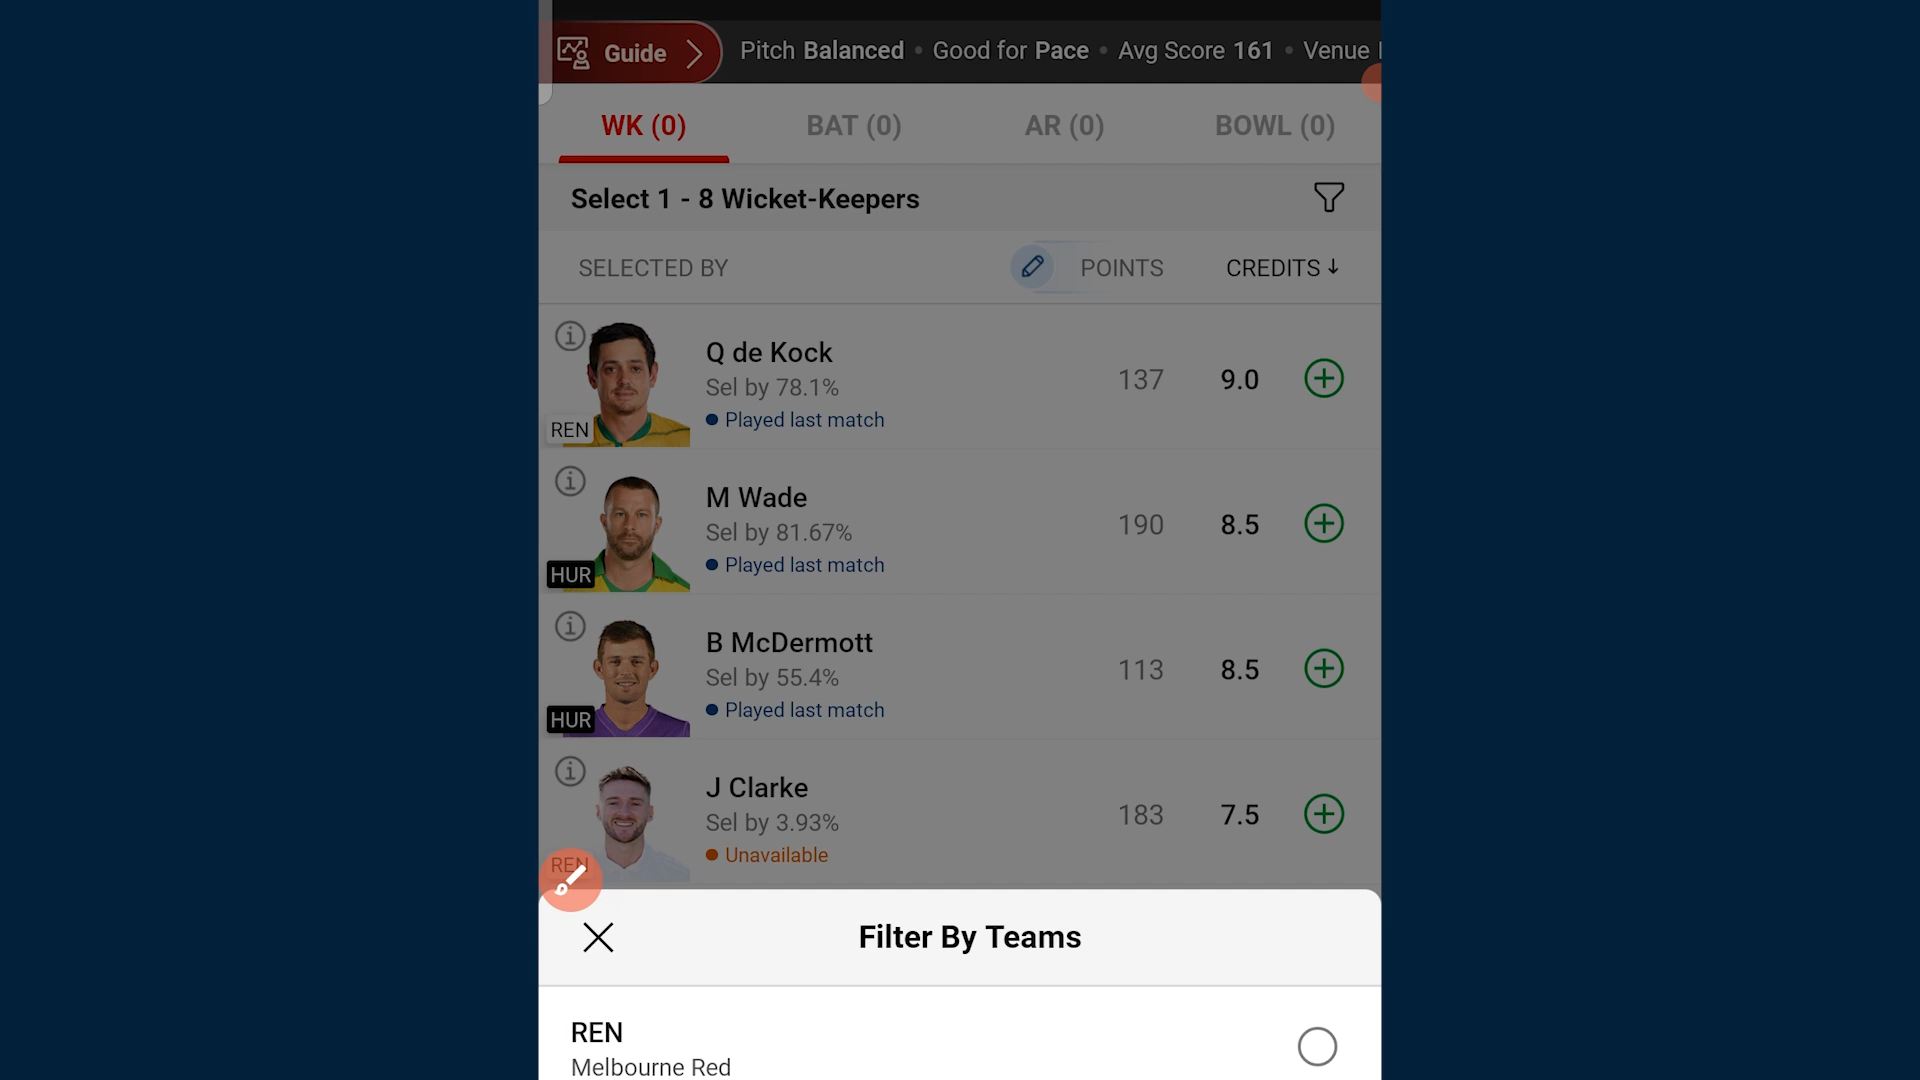 Guide
Pitch Balanced • Good for Pace • Avg Score 161 • Venue
WK (0) BAT (0) AR (0) BOWL (0)
Select 1 - 8 Wicket-Keepers
SELECTED BY POINTS CREDITS ↓
Q de Kock
Sel by 78.1%
Played last match
REN
137 9.0
M Wade
Sel by 81.67%
Played last match
HUR
190 8.5
B McDermott
Sel by 55.4%
Played last match
HUR
113 8.5
J Clarke
Sel by 3.93%
Unavailable
REN
183 7.5
Filter By Teams
REN
Melbourne Red